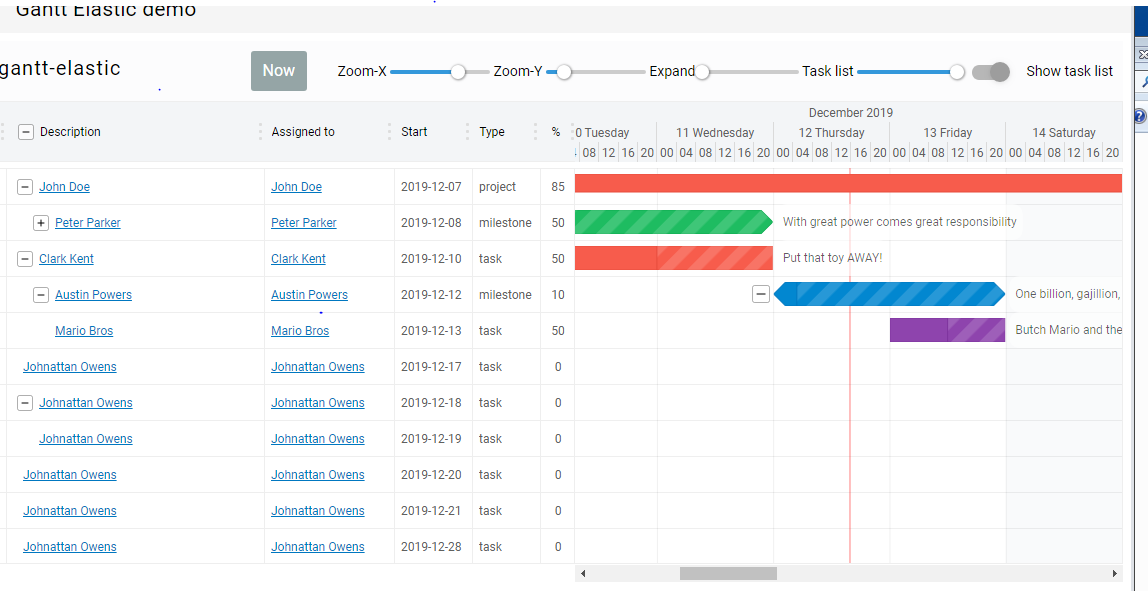 Gantt Elastic demo
gantt-elastic Now Zoom-X Zoom-Y Expand Task list Show task list
December 2019
Description Assigned to Start Type % 0 Tuesday 11 Wednesday 12 Thursday 13 Friday 14 Saturday
08 12 16 20 00 04 08 12 16 20 00 04 08 12 16 20 00 04 08 12 16 20 00 04 08 12 16 20
John Doe John Doe 2019-12-07 project 85
Peter Parker Peter Parker 2019-12-08 milestone 50 With great power comes great responsibility
Clark Kent Clark Kent 2019-12-10 task 50 Put that toy AWAY!
Austin Powers Austin Powers 2019-12-12 milestone 10 One billion, gajillion,
Mario Bros Mario Bros 2019-12-13 task 50 Butch Mario and the
Johnattan Owens Johnattan Owens 2019-12-17 task 0
Johnattan Owens Johnattan Owens 2019-12-18 task 0
Johnattan Owens Johnattan Owens 2019-12-19 task 0
Johnattan Owens Johnattan Owens 2019-12-20 task 0
Johnattan Owens Johnattan Owens 2019-12-21 task 0
Johnattan Owens Johnattan Owens 2019-12-28 task 0